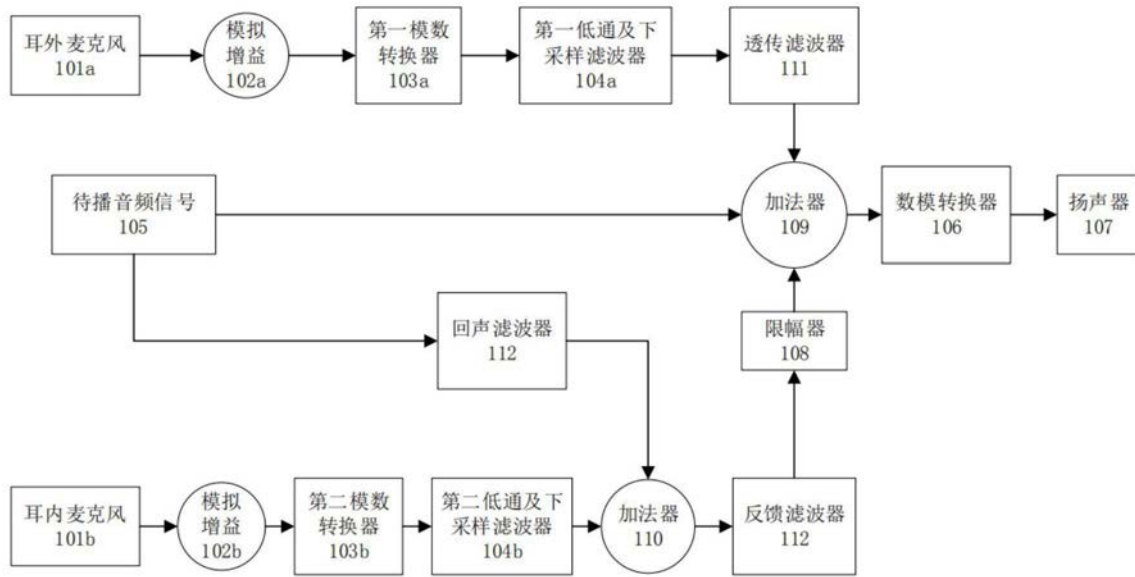 耳外麦克风
101a
模拟
增益
102a
第一模数
转换器
103a
第一低通及下
采样滤波器
104a
透传滤波器
111
待播音频信号
105
加法器
109
数模转换器
106
扬声器
107
回声滤波器
112
限幅器
108
耳内麦克风
101b
模拟
增益
102b
第二模数
转换器
103b
第二低通及下
采样滤波器
104b
加法器
110
反馈滤波器
112